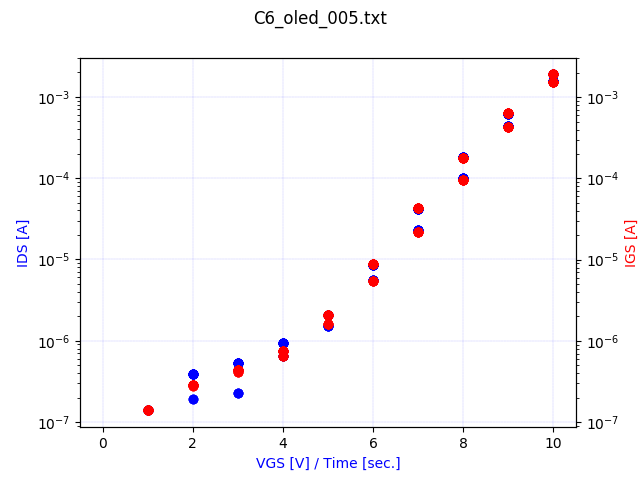 C6_oled_005.txt
10⁻³
10⁻³
10⁻⁴
10⁻⁴
IDS [A]
IGS [A]
10⁻⁵
10⁻⁵
10⁻⁶
10⁻⁶
10⁻⁷
10⁻⁷
0 2 4 6 8 10
VGS [V] / Time [sec.]